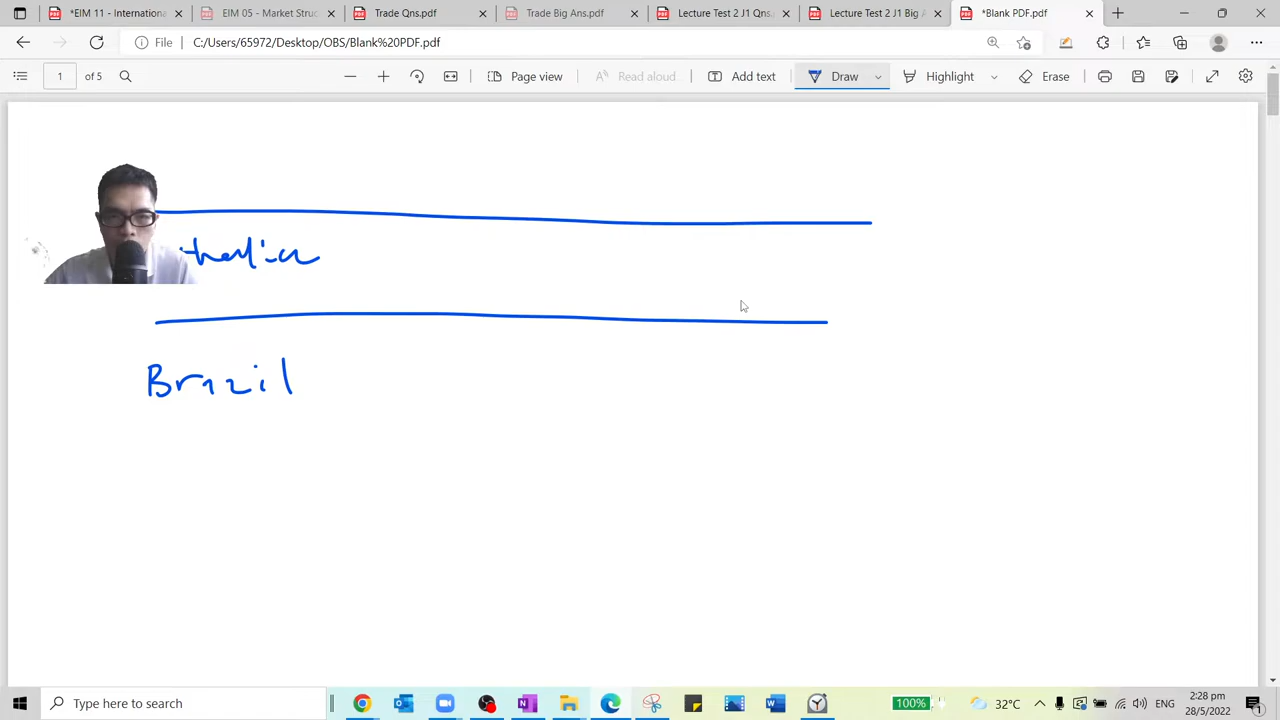 *EIM 11 - Internationa
EIM 05 - Market Struc
Trade Qns.pdf
Trade Big Ans.pdf
Lecture Test 2 J1 Qns.
Lecture Test 2 J1 Big A
*Blank PDF.pdf
File C:/Users/65972/Desktop/OBS/Blank%20PDF.pdf
1 of 5 Page view Read aloud Add text Draw Highlight Erase
Brazil
Type here to search
100% 32°C ENG 2:28 pm
28/5/2022